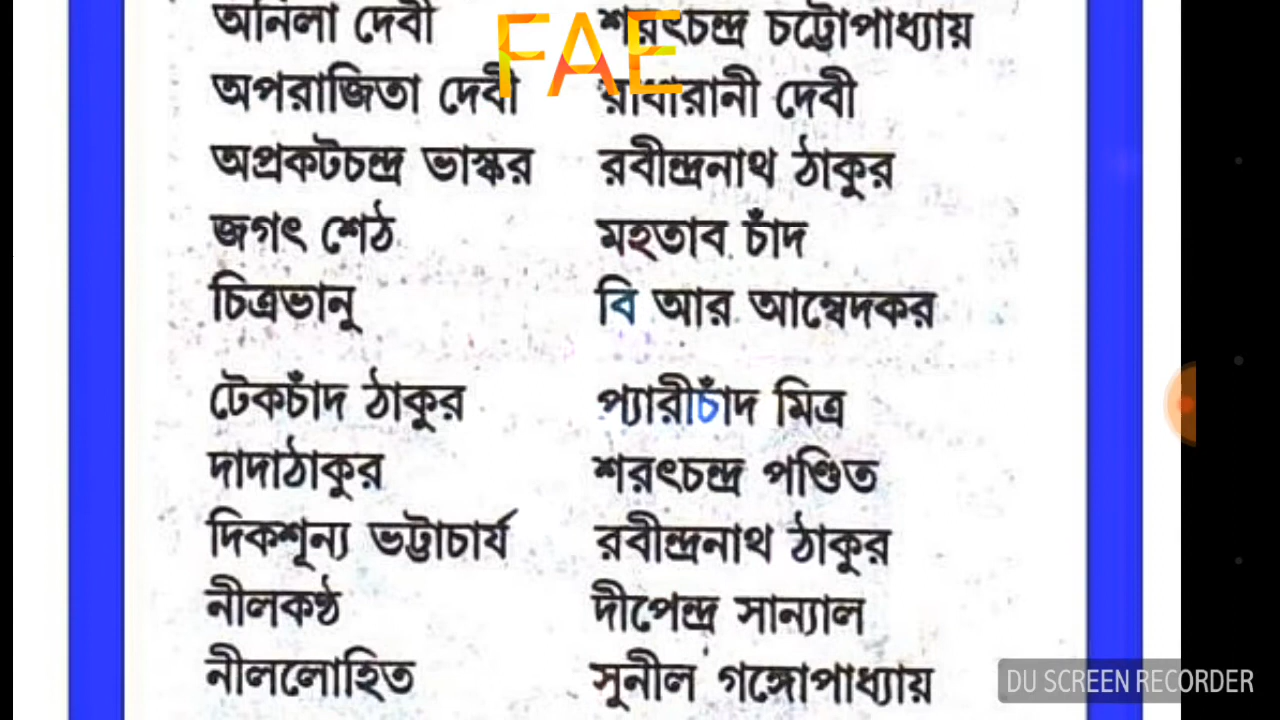 অনিলা দেবী শরৎচন্দ্র চট্টোপাধ্যায়
FAE
অপরাজিতা দেবী রাধারানী দেবী
অপ্রকটচন্দ্র ভাস্কর রবীন্দ্রনাথ ঠাকুর
জগৎ শেঠ মহতাব চাঁদ
চিত্রভানু বি আর আম্বেদকর
টেকচাঁদ ঠাকুর প্যারীচাঁদ মিত্র
দাদাঠাকুর শরৎচন্দ্র পণ্ডিত
দিকশূন্য ভট্টাচার্য রবীন্দ্রনাথ ঠাকুর
নীলকণ্ঠ দীপেন্দ্র সান্যাল
নীললোহিত সুনীল গঙ্গোপাধ্যায়
DU SCREEN RECORDER